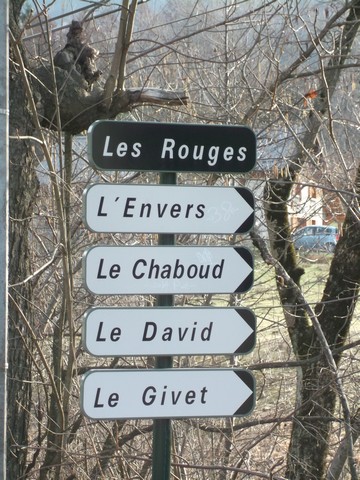 Les Rouges
L'Envers
Le Chaboud
Le David
Le Givet